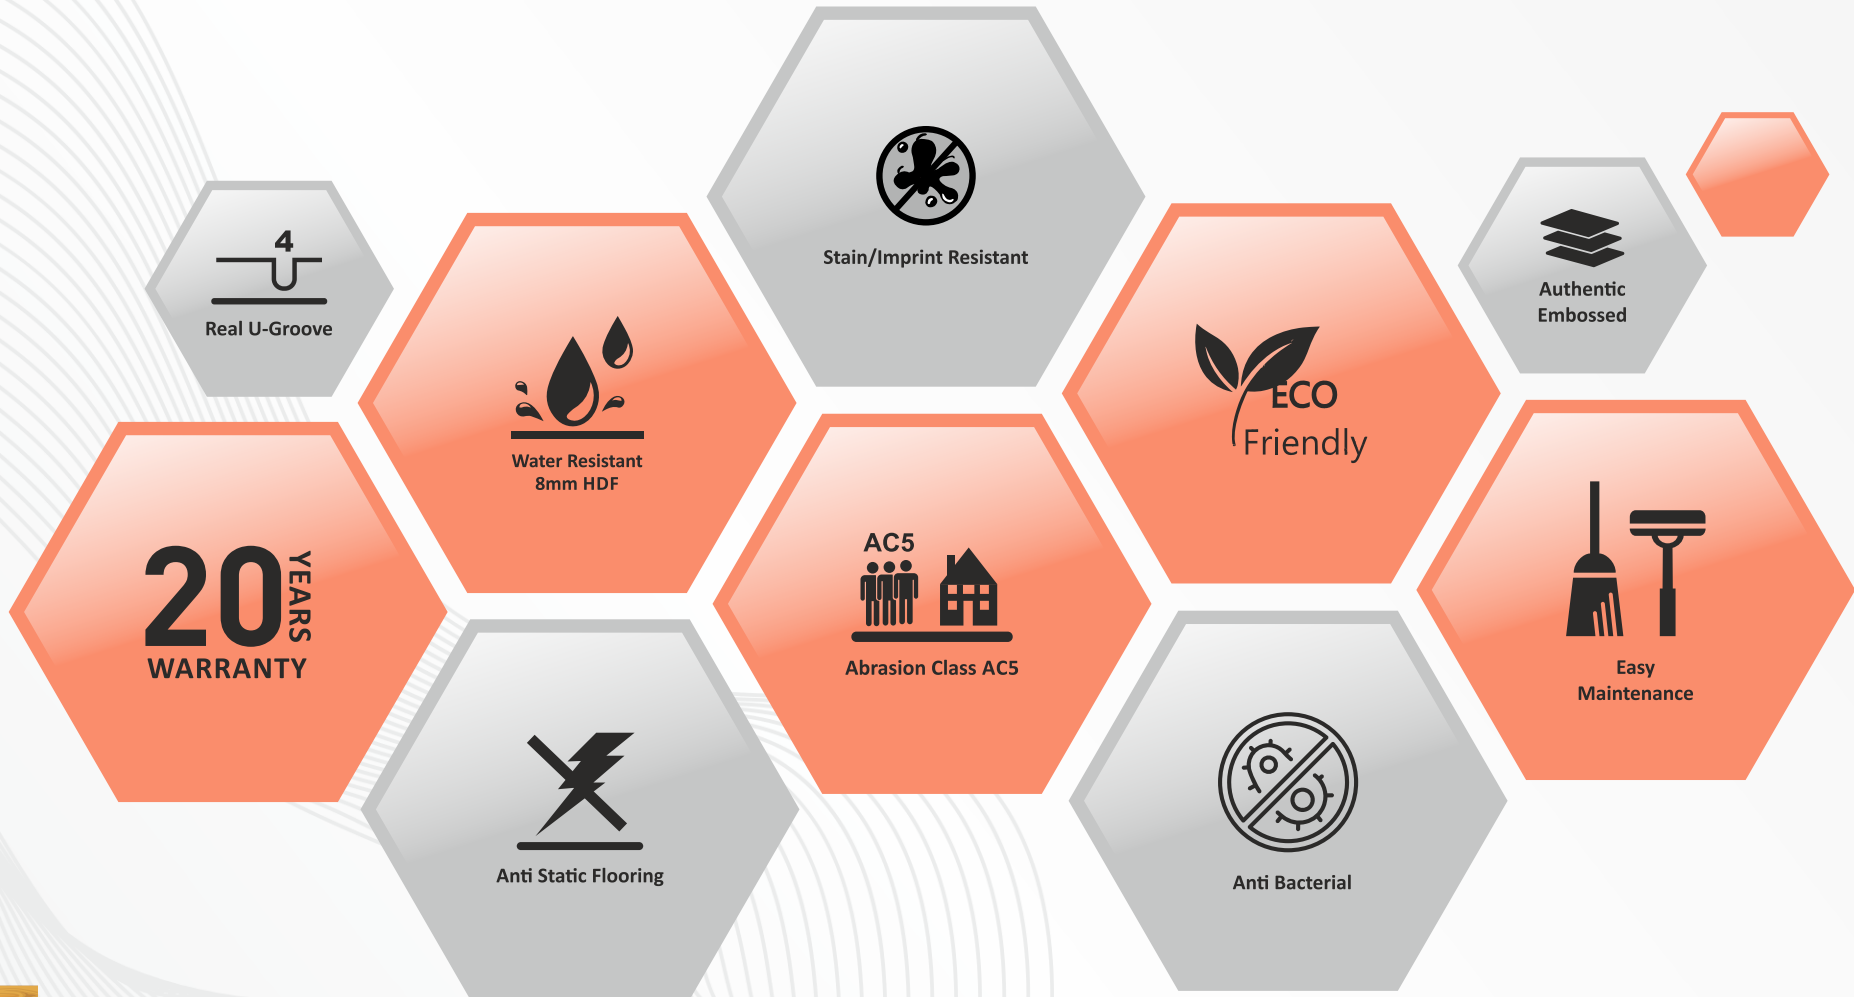 Stain/Imprint Resistant
4
Real U-Groove
Authentic
Embossed
Water Resistant
8mm HDF
ECO
Friendly
20
YEARS
WARRANTY
AC5
Abrasion Class AC5
Easy
Maintenance
Anti Static Flooring
Anti Bacterial